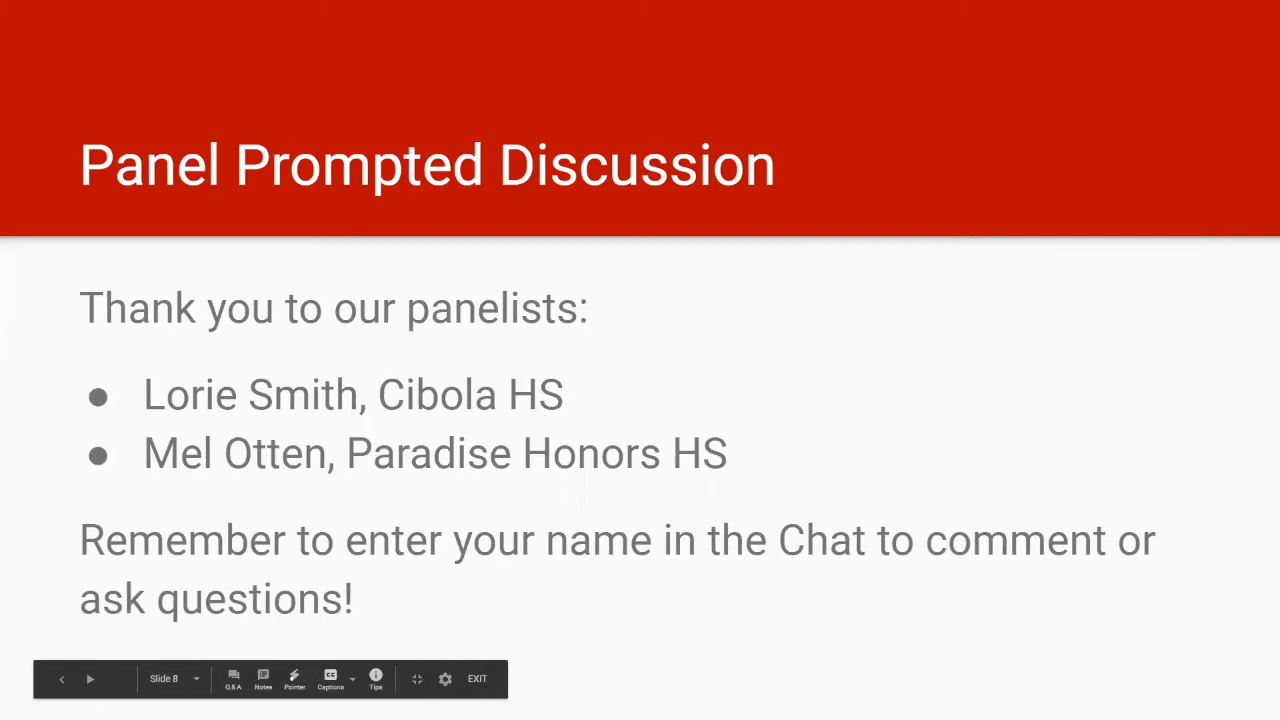 Panel Prompted Discussion
Thank you to our panelists:
● Lorie Smith, Cibola HS
● Mel Otten, Paradise Honors HS
Remember to enter your name in the Chat to comment or
ask questions!
Slide 8
Q&A Notes Pointer Captions Tips EXIT